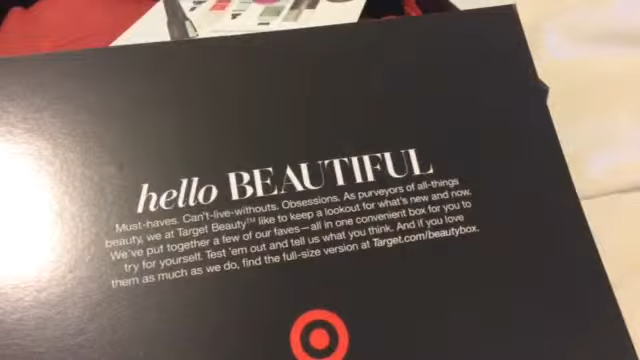 hello BEAUTIFUL
Must-haves. Can't-live-withouts. Obsessions. As purveyors of all-things
beauty, we at Target Beauty™ like to keep a lookout for what's new and now.
We've put together a few of our faves—all in one convenient box for you to
try for yourself. Test 'em out and tell us what you think. And if you love
them as much as we do, find the full-size version at Target.com/beautybox.